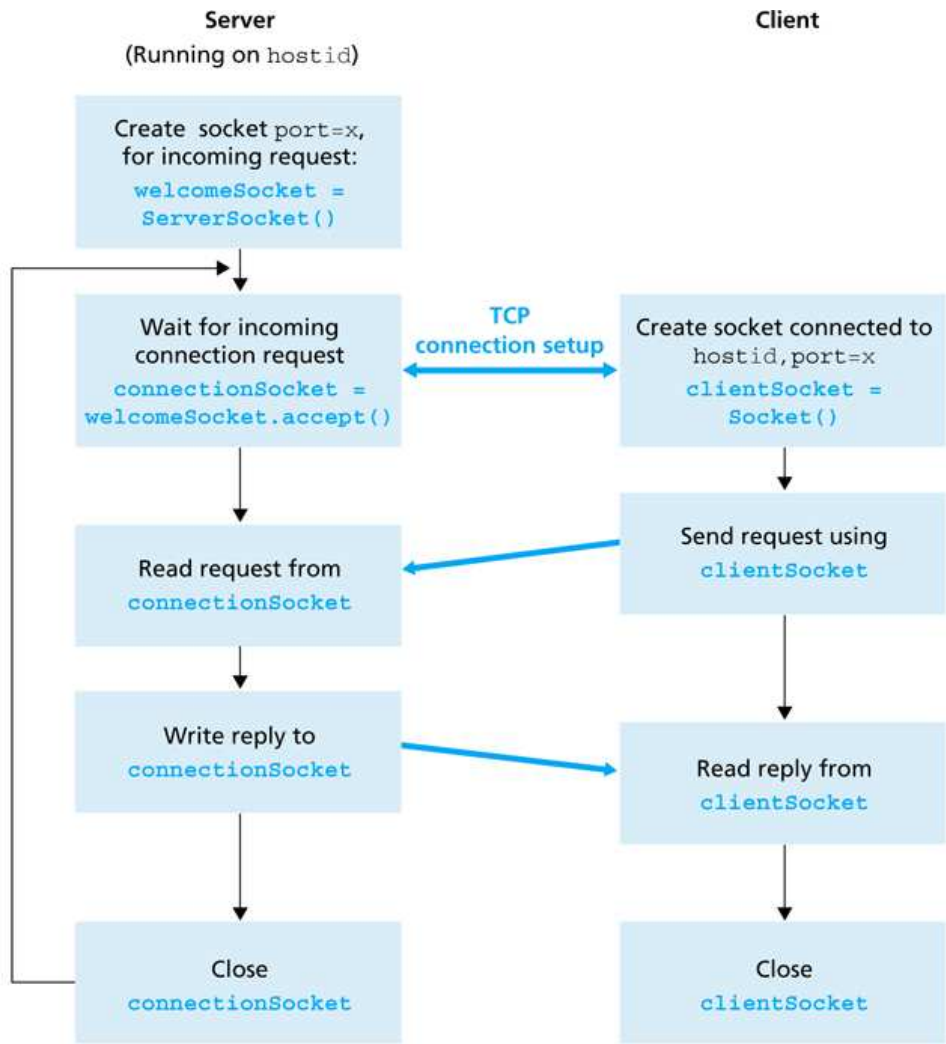 Server
(Running on hostid)
Client
Create socket port=x,
for incoming request:
welcomeSocket =
ServerSocket()
Wait for incoming
connection request
connectionSocket =
welcomeSocket.accept()
TCP
connection setup
Create socket connected to
hostid,port=x
clientSocket =
Socket()
Send request using
clientSocket
Read request from
connectionSocket
Write reply to
connectionSocket
Read reply from
clientSocket
Close
connectionSocket
Close
clientSocket